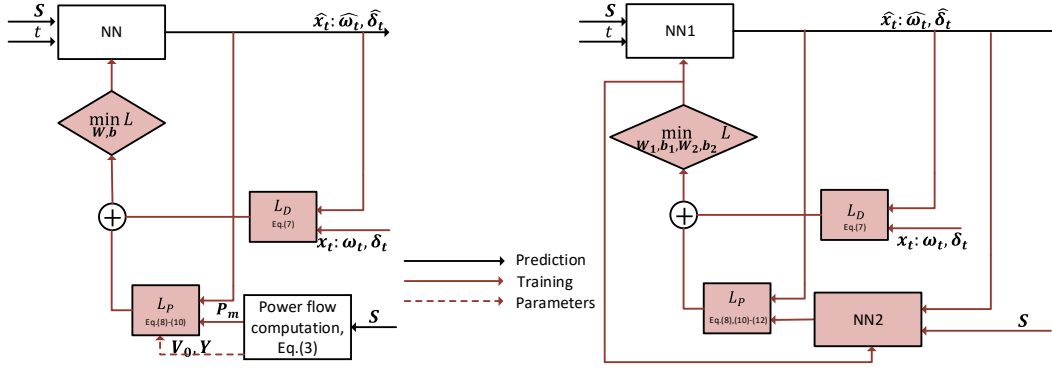 S
t
NN
x̂_t: ω̂_t, δ̂_t
min L
W,b
+
L_D
Eq.(7)
x_t: ω_t, δ_t
L_P
Eq.(8)-(10)
P_m
Power flow
computation,
Eq.(3)
S
V_0, Y
Prediction
Training
Parameters
S
t
NN1
x̂_t: ω̂_t, δ̂_t
min L
W_1,b_1,W_2,b_2
+
L_D
Eq.(7)
x_t: ω_t, δ_t
L_P
Eq.(8),(10)-(12)
NN2
S